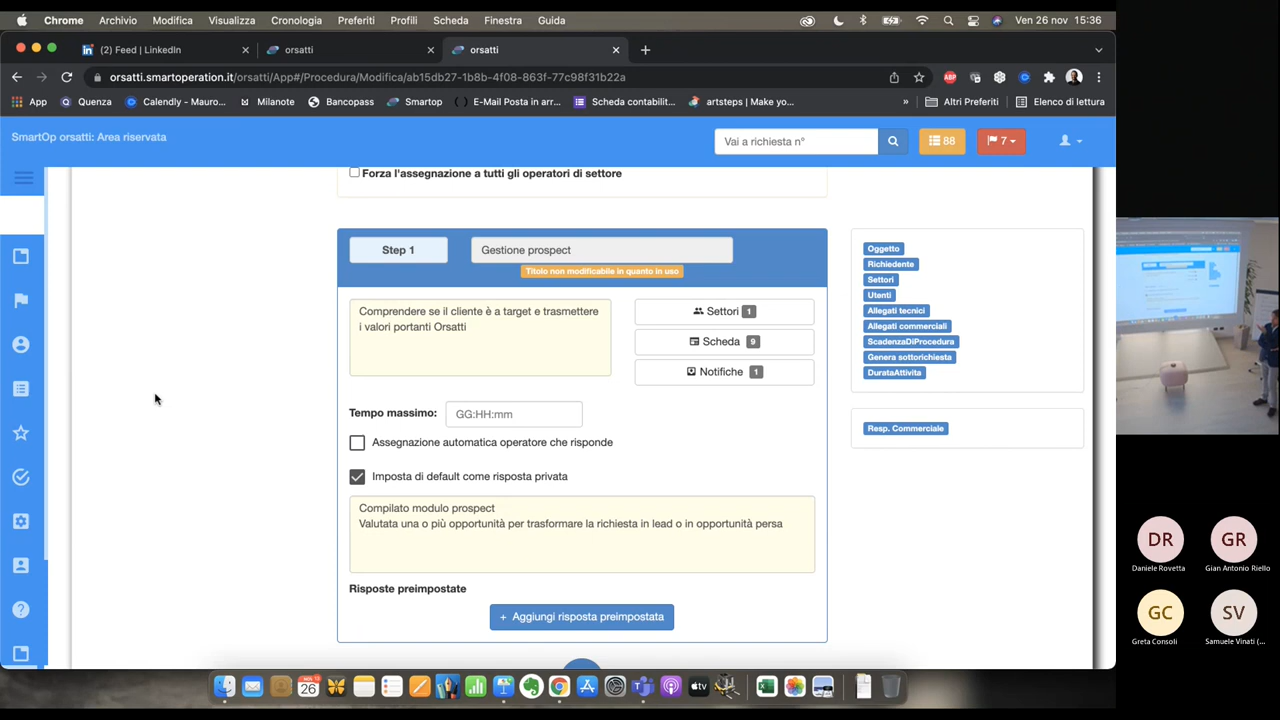 Chrome Archivio Modifica Visualizza Cronologia Preferiti Profili Scheda Finestra Guida Ven 26 nov 15:36
(2) Feed | LinkedIn orsatti orsatti
orsatti.smartoperation.it/orsatti/App#/Procedura/Modifica/ab15db27-1b8b-4f08-863f-77c98f31b22a
App Quenza Calendly - Mauro... Milanote Bancopass Smartop E-Mail Posta in arr... Scheda contabilit... artsteps | Make yo... » Altri Preferiti Elenco di lettura
SmartOp orsatti: Area riservata
Vai a richiesta n°
88
7
Forza l'assegnazione a tutti gli operatori di settore
Step 1
Gestione prospect
Titolo non modificabile in quanto in uso
Comprendere se il cliente è a target e trasmettere
i valori portanti Orsatti
Settori 1
Scheda 9
Notifiche 1
Tempo massimo: GG:HH:mm
Assegnazione automatica operatore che risponde
Imposta di default come risposta privata
Compilato modulo prospect
Valutata una o più opportunità per trasformare la richiesta in lead o in opportunità persa
Risposte preimpostate
+ Aggiungi risposta preimpostata
Oggetto
Richiedente
Settori
Utenti
Allegati tecnici
Allegati commerciali
ScadenzaDiProcedura
Genera sottorichiesta
DurataAttivita
Resp. Commerciale
DR GR
Daniele Rovetta Gian Antonio Riello
GC SV
Greta Consoli Samuele Vinati (...
26